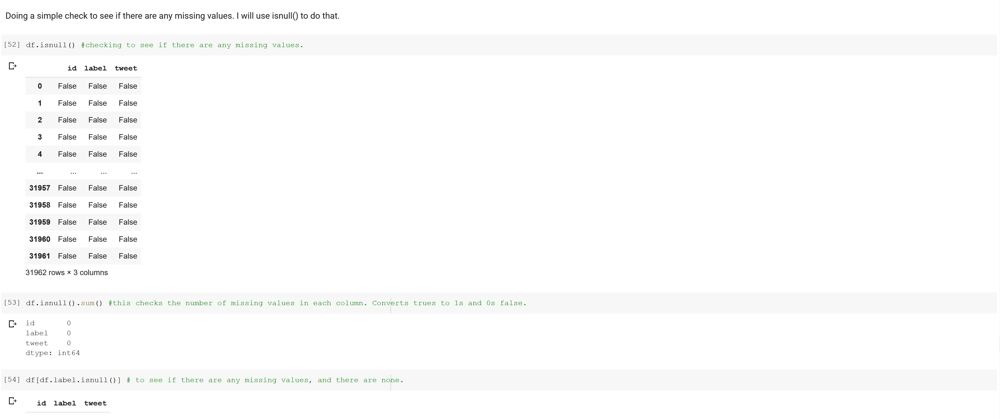 Doing a simple check to see if there are any missing values. I will use isnull() to do that.
[52] df.isnull() #checking to see if there are any missing values.
id label tweet
0 False False False
1 False False False
2 False False False
3 False False False
4 False False False
... ... ... ...
31957 False False False
31958 False False False
31959 False False False
31960 False False False
31961 False False False
31962 rows × 3 columns
[53] df.isnull().sum() #this checks the number of missing values in each column. Converts trues to 1s and 0s false.
id 0
label 0
tweet 0
dtype: int64
[54] df[df.label.isnull()] # to see if there are any missing values, and there are none.
id label tweet